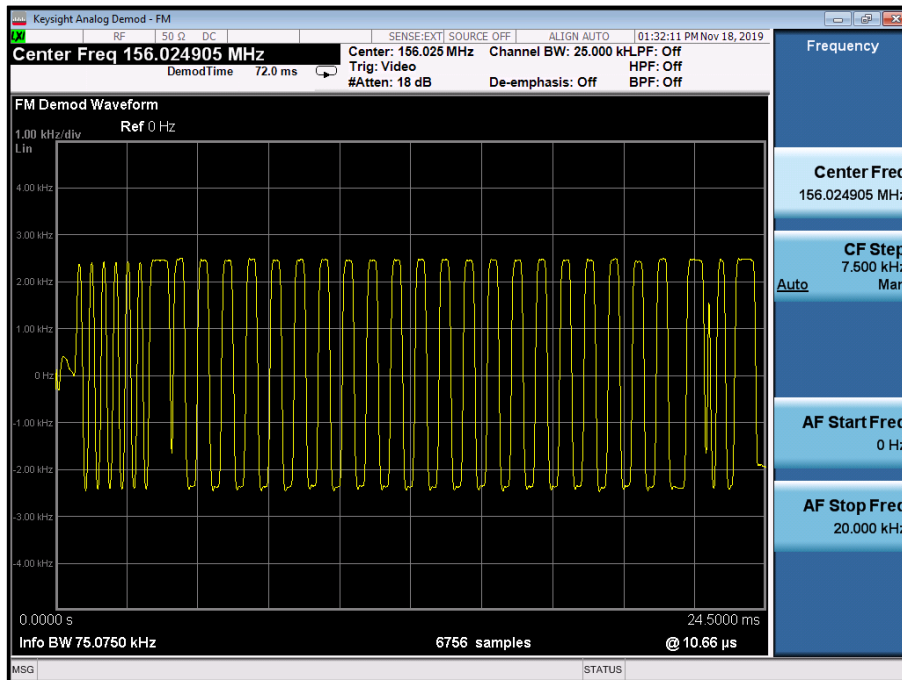 Keysight Analog Demod - FM
LXI RF 50 Ω DC SENSE:EXT SOURCE OFF ALIGN AUTO 01:32:11 PM Nov 18, 2019
Center Freq 156.024905 MHz
DemodTime 72.0 ms
Center: 156.025 MHz Channel BW: 25.000 kHz LPF: Off
Trig: Video HPF: Off
#Atten: 18 dB De-emphasis: Off BPF: Off
FM Demod Waveform
1.00 kHz/div Ref 0 Hz
Lin
4.00 kHz
3.00 kHz
2.00 kHz
1.00 kHz
0 Hz
-1.00 kHz
-2.00 kHz
-3.00 kHz
-4.00 kHz
0.0000 s 24.5000 ms
Info BW 75.0750 kHz 6756 samples @ 10.66 µs
MSG STATUS
Frequency
Center Freq
156.024905 MHz
CF Step
7.500 kHz
Auto Man
AF Start Freq
0 Hz
AF Stop Freq
20.000 kHz